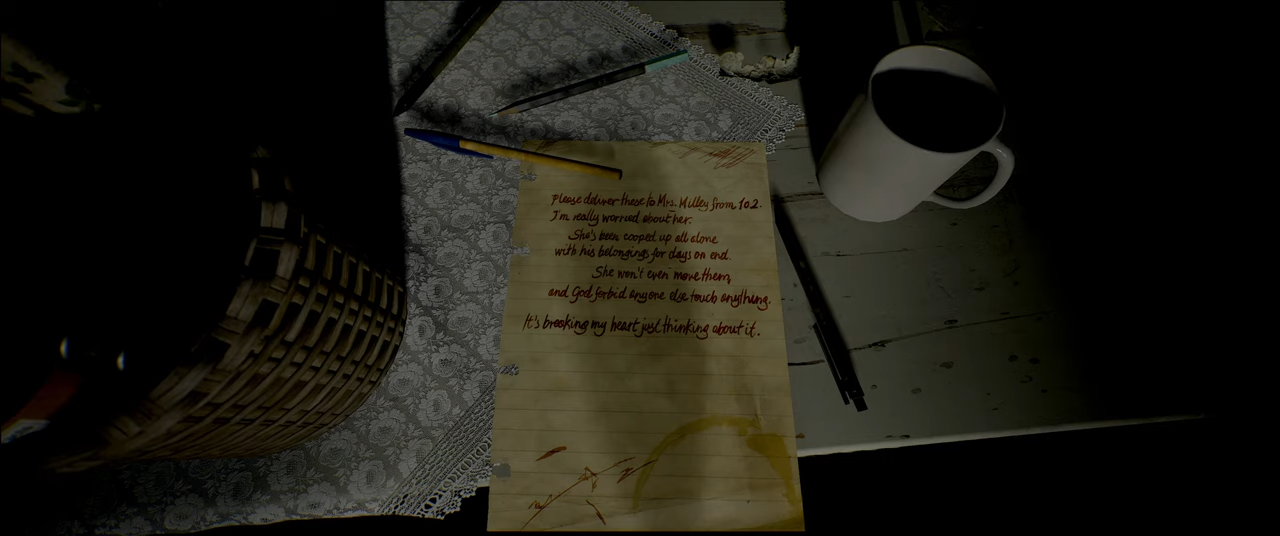 Please deliver these to Mrs. Hulley from 102.
I'm really worried about her.
She's been cooped up all alone
with his belongings for days on end.
She won't even move them,
and God forbid anyone else touch anything.
It's breaking my heart just thinking about it.